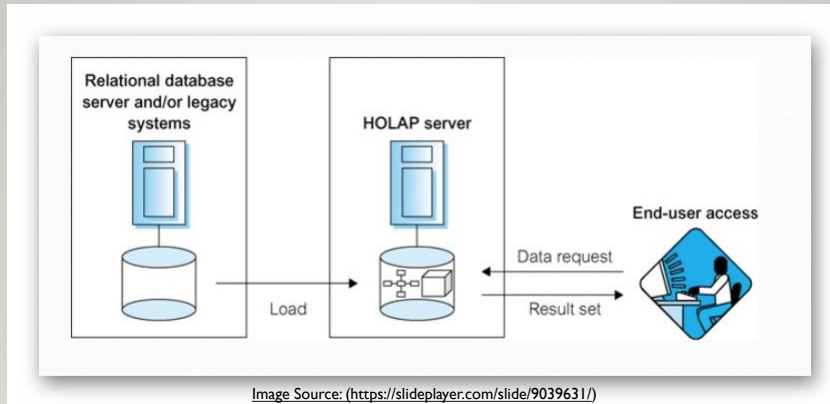 Relational database
server and/or legacy
systems
HOLAP server
End-user access
Data request
Load
Result set
Image Source: (https://slideplayer.com/slide/9039631/)